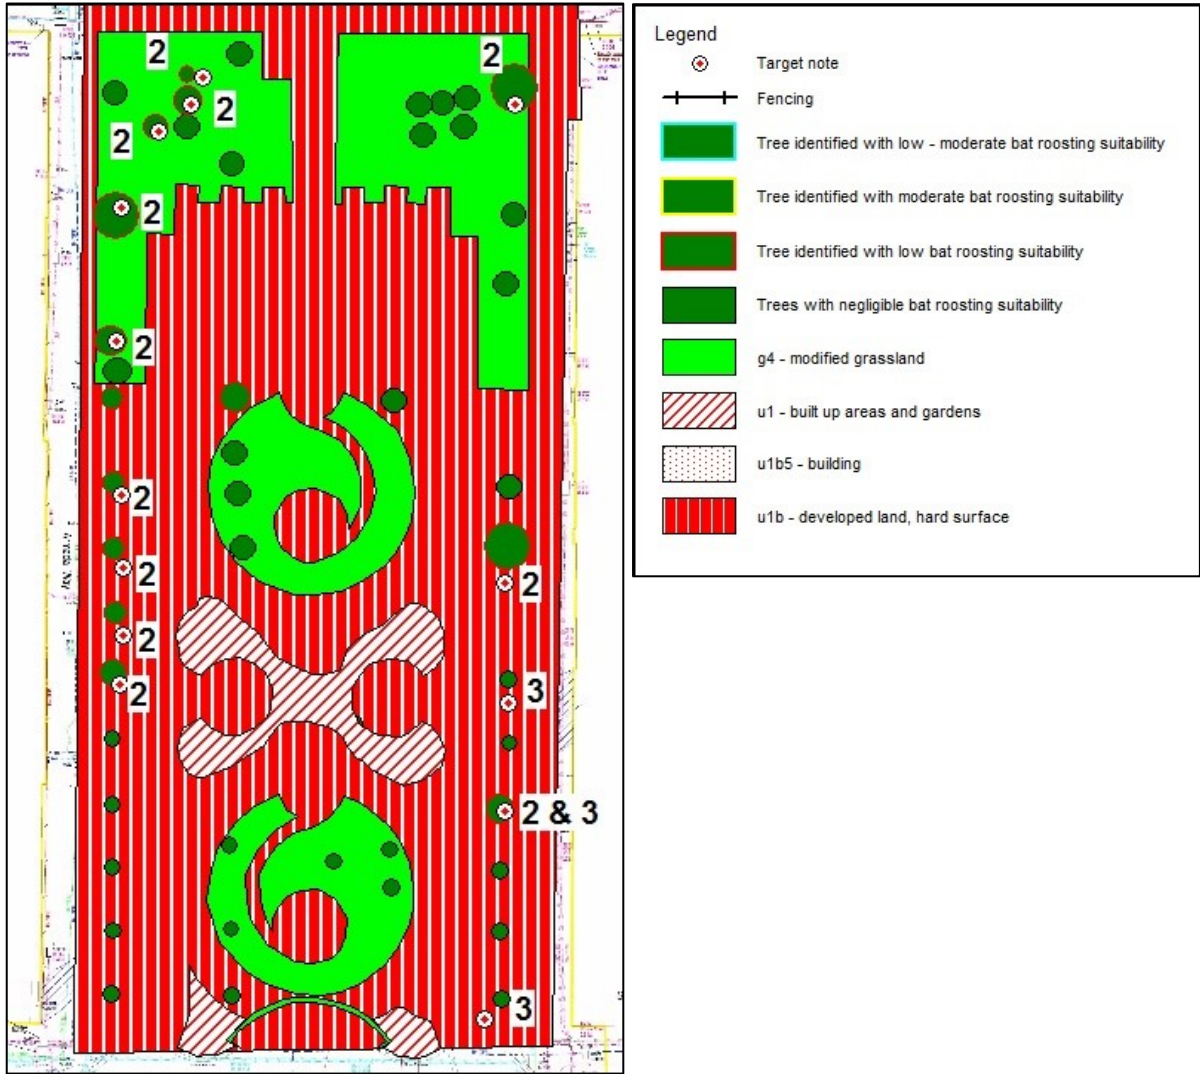 2
2
2
2
2
2
2
2
2
2
2
2
3
2 & 3
3
Legend
Target note
Fencing
Tree identified with low - moderate bat roosting suitability
Tree identified with moderate bat roosting suitability
Tree identified with low bat roosting suitability
Trees with negligible bat roosting suitability
g4 - modified grassland
u1 - built up areas and gardens
u1b5 - building
u1b - developed land, hard surface